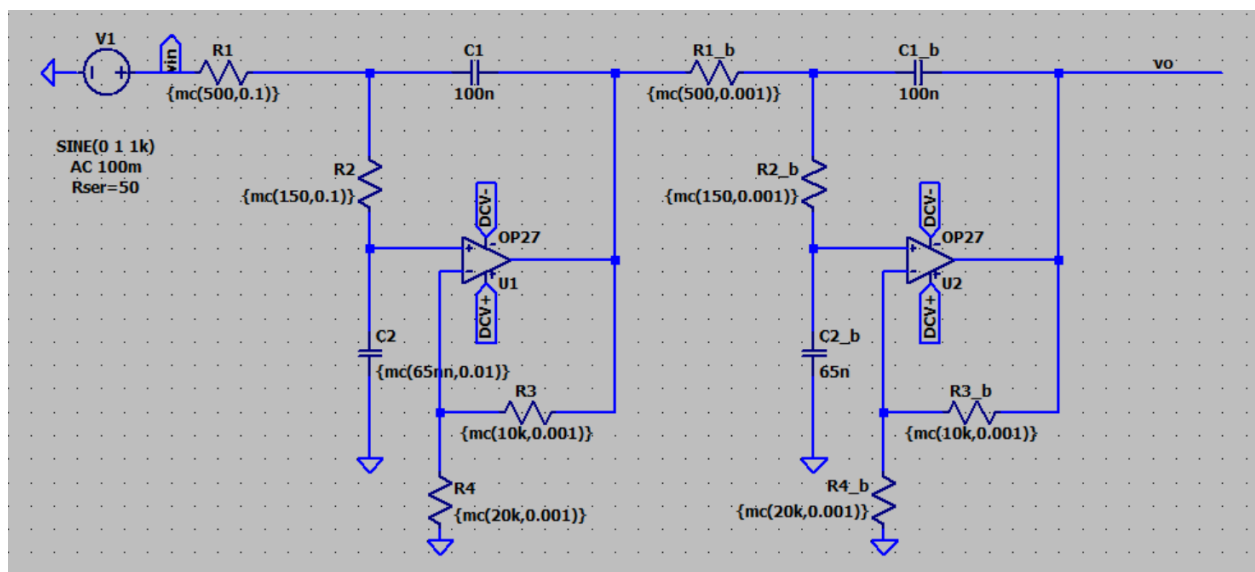 V1
vin
R1
{mc(500,0.1)}
C1
100n
R1_b
{mc(500,0.001)}
C1_b
100n
vo
SINE(0 1 1k)
AC 100m
Rser=50
R2
{mc(150,0.1)}
DCV-
OP27
U1
DCV+
R2_b
{mc(150,0.001)}
DCV-
OP27
U2
DCV+
C2
{mc(65nn,0.01)}
C2_b
65n
R3
{mc(10k,0.001)}
R3_b
{mc(10k,0.001)}
R4
{mc(20k,0.001)}
R4_b
{mc(20k,0.001)}